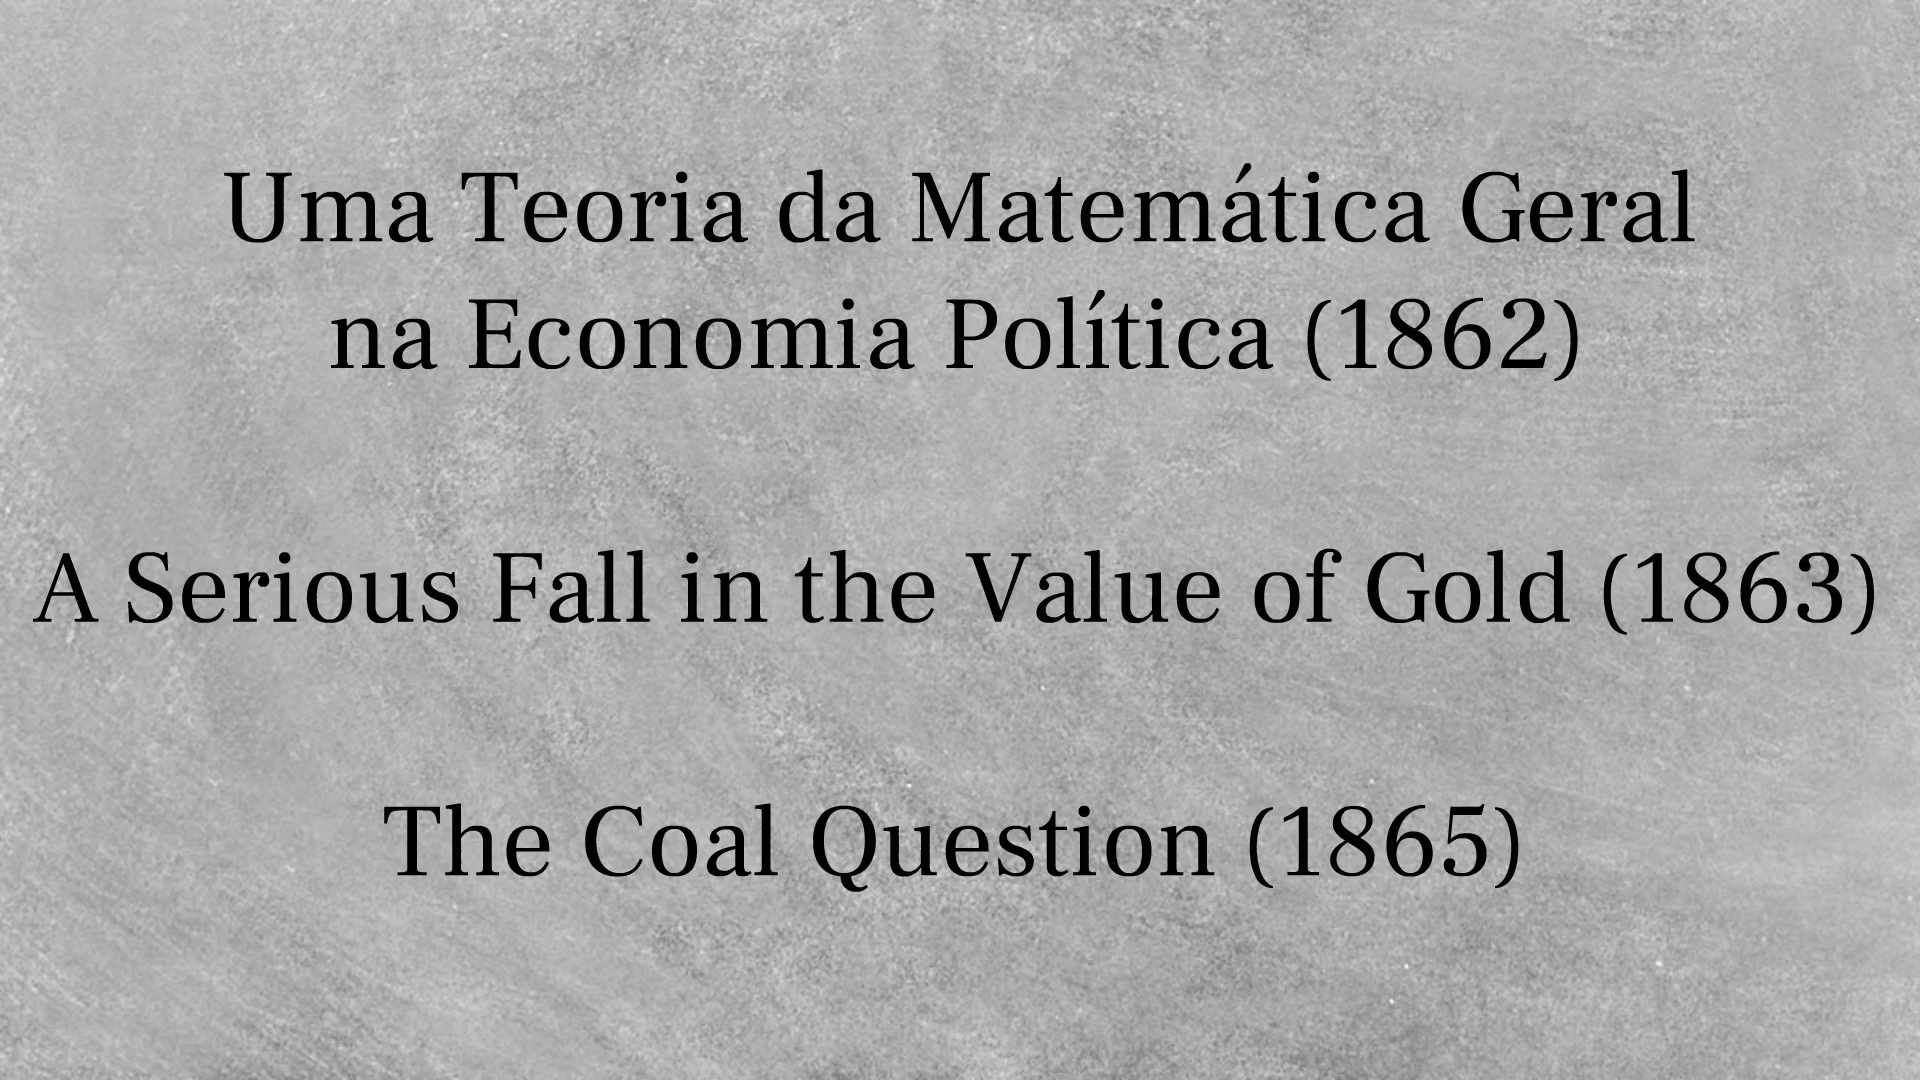 Uma Teoria da Matemática Geral
na Economia Política (1862)
A Serious Fall in the Value of Gold (1863)
The Coal Question (1865)